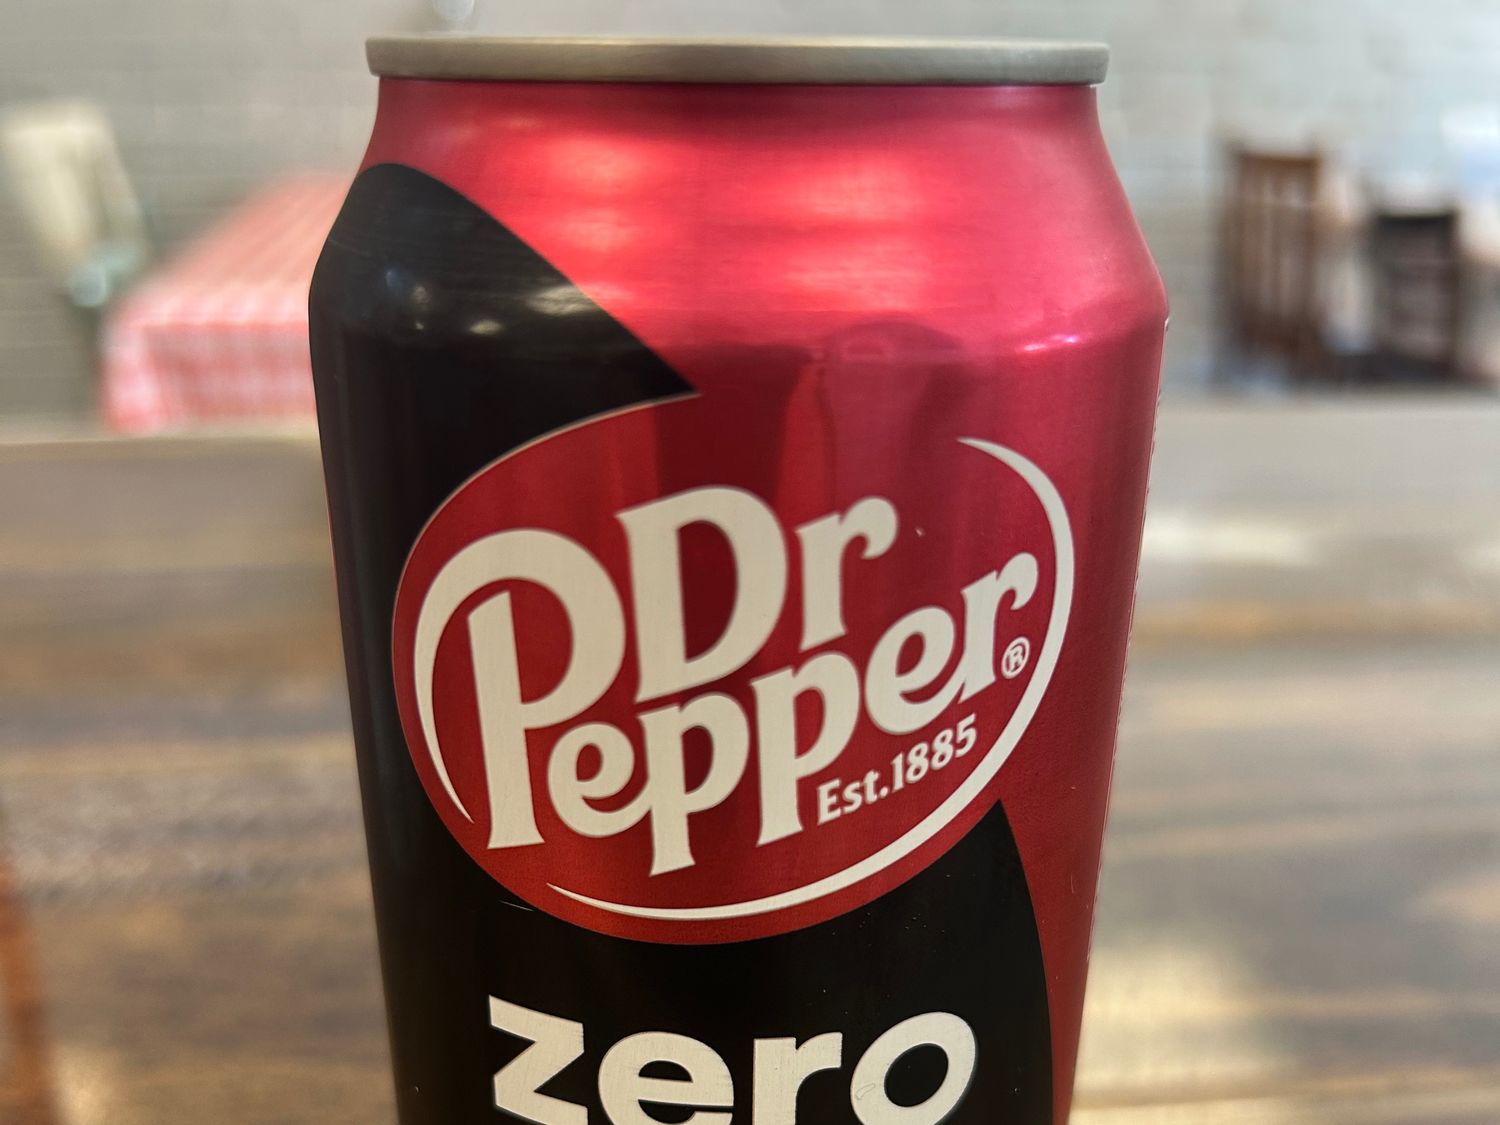 Dr
Pepper®
Est.1885
zero